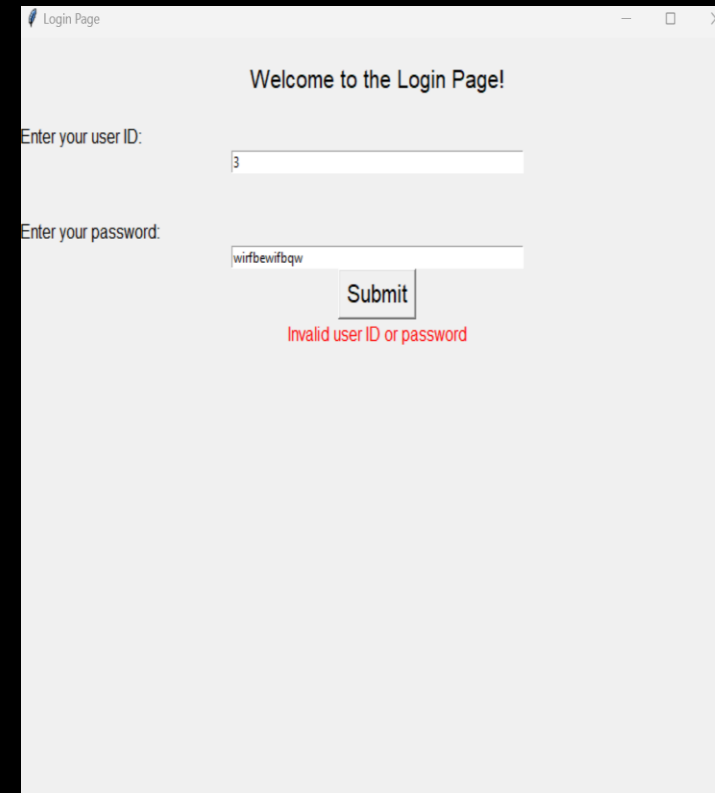 Login Page
Welcome to the Login Page!
Enter your user ID:
3
Enter your password:
wirfbewifbqw
Submit
Invalid user ID or password